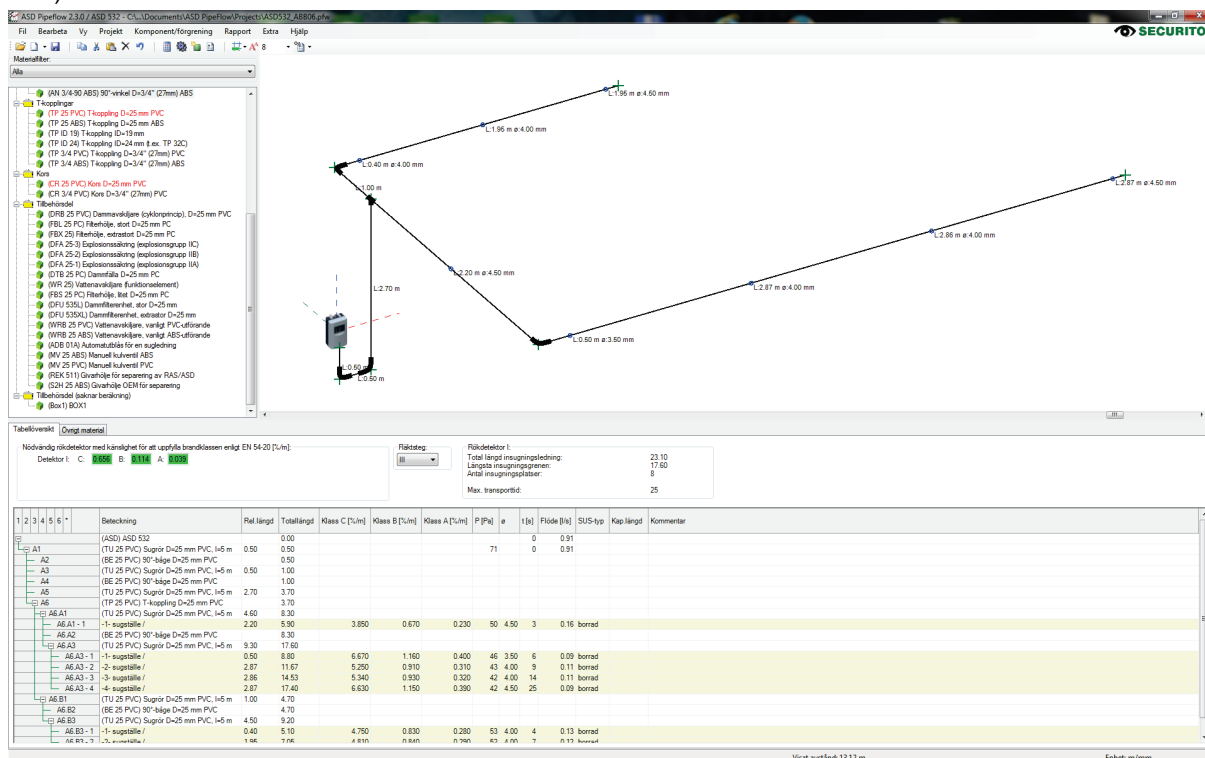 ASD Pipeflow 2.3.0 / ASD 532 - C:\...\Documents\ASD PipeFlow\Projects\ASD532_ABB06.pfw
Fil Bearbeta Vy Projekt Komponent/förgrening Rapport Extra Hjälp
SECURITO
8
Materialfilter:
Alla
(AN 3/4-90 ABS) 90°-vinkel D=3/4" (27mm) ABS
T-kopplingar
(TP 25 PVC) T-koppling D=25 mm PVC
(TP 25 ABS) T-koppling D=25 mm ABS
(TP ID 19) T-koppling ID=19 mm
(TP ID 24) T-koppling ID=24 mm (t.ex. TP 32C)
(TP 3/4 PVC) T-koppling D=3/4" (27mm) PVC
(TP 3/4 ABS) T-koppling D=3/4" (27mm) ABS
Kors
(CR 25 PVC) Kors D=25 mm PVC
(CR 3/4 PVC) Kors D=3/4" (27mm) PVC
Tillbehörsdel
(DRB 25 PVC) Dammavskiljare (cyklonprincip), D=25 mm PVC
(FBL 25 PC) Filterhölje, stort D=25 mm PC
(FBX 25) Filterhölje, extrastort D=25 mm PC
(DFA 25-3) Explosionssäkring (explosionsgrupp IIC)
(DFA 25-2) Explosionssäkring (explosionsgrupp IIB)
(DFA 25-1) Explosionssäkring (explosionsgrupp IIA)
(DTB 25 PC) Dammfälla D=25 mm PC
(WR 25) Vattenavskiljare (funktionselement)
(FBS 25 PC) Filterhölje, litet D=25 mm PC
(DFU 535L) Dammfilterenhet, stor D=25 mm
(DFU 535XL) Dammfilterenhet, extrastor D=25 mm
(WRB 25 PVC) Vattenavskiljare, vanligt PVC-utförande
(WRB 25 ABS) Vattenavskiljare, vanligt ABS-utförande
(ADB 01A) Automatutblås för en sugledning
(MV 25 ABS) Manuell kulventil ABS
(MV 25 PVC) Manuell kulventil PVC
(REK 511) Givarhölje för separering av RAS/ASD
(S2H 25 ABS) Givarhölje OEM för separering
Tillbehörsdel (saknar beräkning)
(Box1) BOX1
L:1.95 m ø:4.50 mm
L:1.95 m ø:4.00 mm
L:0.40 m ø:4.00 mm
L:1.00 m
L:2.87 m ø:4.50 mm
L:2.86 m ø:4.00 mm
L:2.20 m ø:4.50 mm
L:2.87 m ø:4.00 mm
L:2.70 m
L:0.50 m ø:3.50 mm
L:0.50 m
L:0.50 m
Tabellöversikt Övrigt material
Nödvändig rökdetektor med känslighet för att uppfylla brandklassen enligt EN 54-20 [%/m]:
Detektor I: C: 0.656 B: 0.114 A: 0.039
Fläktsteg:
III
Rökdetektor I:
Total längd insugningsledning: 23.10
Längsta insugningsgrenen: 17.60
Antal insugningsplatser: 8
Max. transporttid: 25
1 2 3 4 5 6 * Beteckning Rel.längd Totallängd Klass C [%/m] Klass B [%/m] Klass A [%/m] P [Pa] ø t [s] Flöde [l/s] SUS-typ Kap.längd Kommentar
(ASD) ASD 532 0.00 0 0.91
A1 (TU 25 PVC) Sugrör D=25 mm PVC, l=5 m 0.50 0.50 71 0 0.91
A2 (BE 25 PVC) 90°-båge D=25 mm PVC 0.50
A3 (TU 25 PVC) Sugrör D=25 mm PVC, l=5 m 0.50 1.00
A4 (BE 25 PVC) 90°-båge D=25 mm PVC 1.00
A5 (TU 25 PVC) Sugrör D=25 mm PVC, l=5 m 2.70 3.70
A6 (TP 25 PVC) T-koppling D=25 mm PVC 3.70
A6.A1 (TU 25 PVC) Sugrör D=25 mm PVC, l=5 m 4.60 8.30
A6.A1 - 1 -1- sugställe / 2.20 5.90 3.850 0.670 0.230 50 4.50 3 0.16 borrad
A6.A2 (BE 25 PVC) 90°-båge D=25 mm PVC 8.30
A6.A3 (TU 25 PVC) Sugrör D=25 mm PVC, l=5 m 9.30 17.60
A6.A3 - 1 -1- sugställe / 0.50 8.80 6.670 1.160 0.400 46 3.50 6 0.09 borrad
A6.A3 - 2 -2- sugställe / 2.87 11.67 5.250 0.910 0.310 43 4.00 9 0.11 borrad
A6.A3 - 3 -3- sugställe / 2.86 14.53 5.340 0.930 0.320 42 4.00 14 0.11 borrad
A6.A3 - 4 -4- sugställe / 2.87 17.40 6.630 1.150 0.390 42 4.50 25 0.09 borrad
A6.B1 (TU 25 PVC) Sugrör D=25 mm PVC, l=5 m 1.00 4.70
A6.B2 (BE 25 PVC) 90°-båge D=25 mm PVC 4.70
A6.B3 (TU 25 PVC) Sugrör D=25 mm PVC, l=5 m 4.50 9.20
A6.B3 - 1 -1- sugställe / 0.40 5.10 4.750 0.830 0.280 53 4.00 4 0.13 borrad
A6.B3 - 2 -2- sugställe / 1.95 7.05 4.810 0.840 0.290 52 4.00 7 0.12 borrad